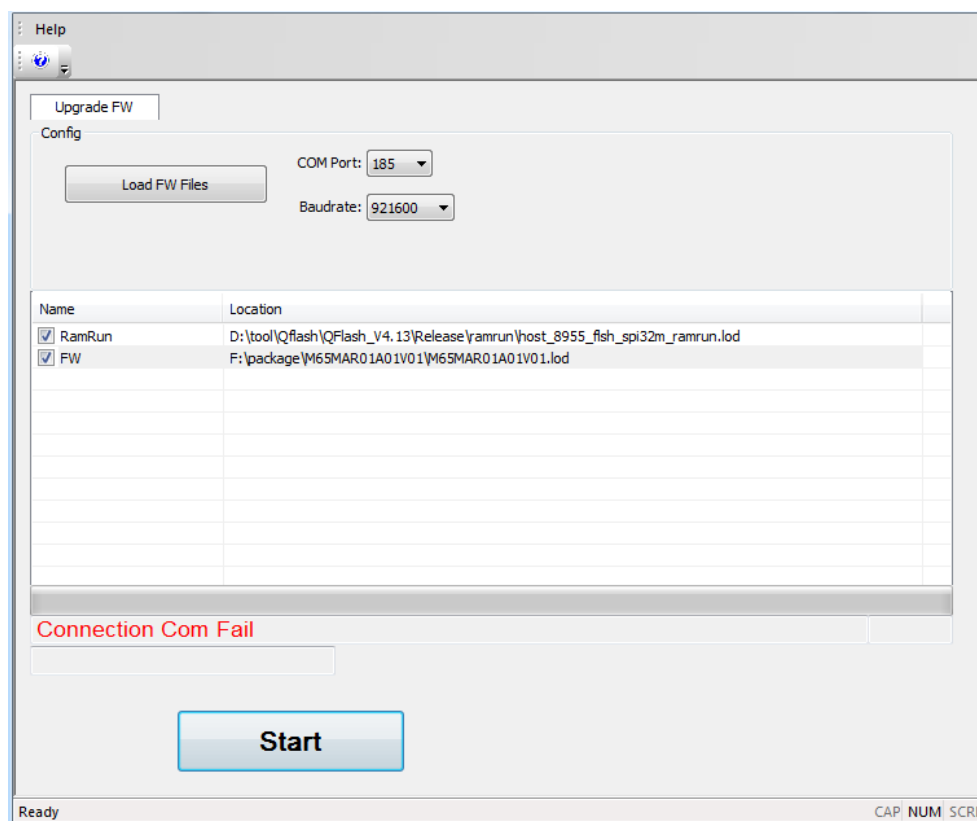 Help
Upgrade FW
Config
Load FW Files
COM Port: 185
Baudrate: 921600
Name Location
RamRun D:\tool\Qflash\QFlash_V4.13\Release\ramrun\host_8955_flsh_spi32m_ramrun.lod
FW F:\package\M65MAR01A01V01\M65MAR01A01V01.lod
Connection Com Fail
Start
Ready CAP NUM SCRI